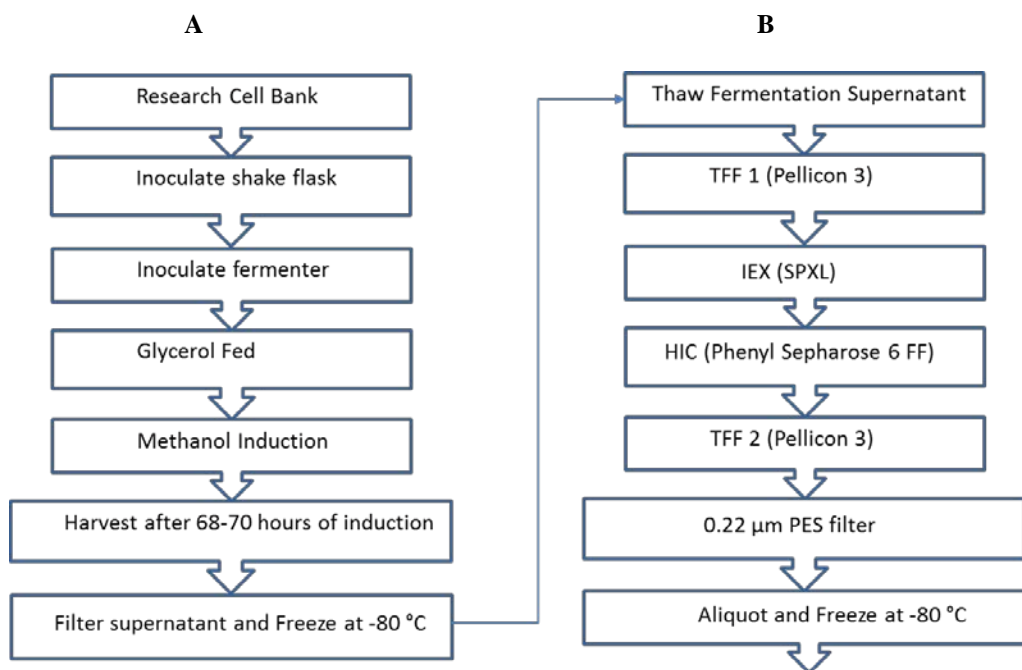 A
Research Cell Bank
Inoculate shake flask
Inoculate fermenter
Glycerol Fed
Methanol Induction
Harvest after 68-70 hours of induction
Filter supernatant and Freeze at -80 °C
B
Thaw Fermentation Supernatant
TFF 1 (Pellicon 3)
IEX (SPXL)
HIC (Phenyl Sepharose 6 FF)
TFF 2 (Pellicon 3)
0.22 µm PES filter
Aliquot and Freeze at -80 °C